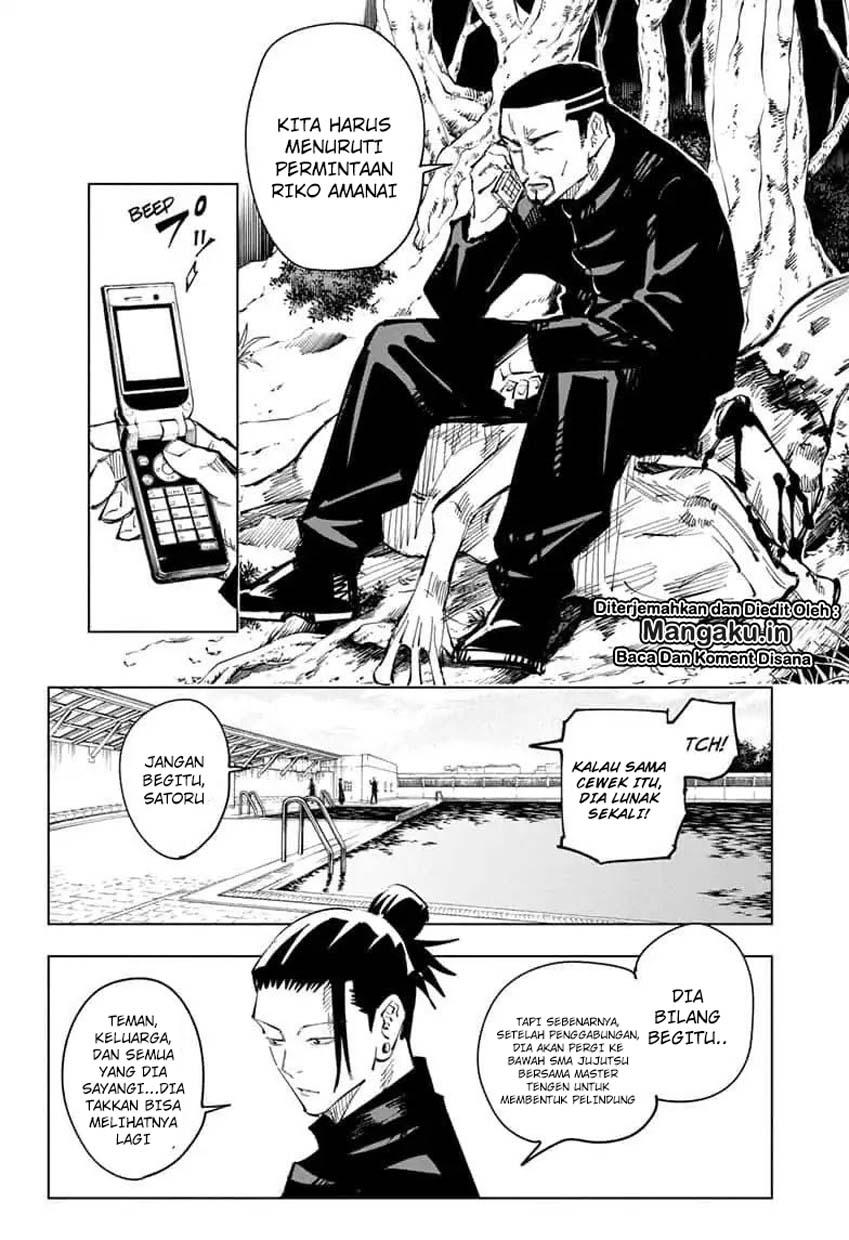 KITA HARUS
MENURUTI
PERMINTAAN
RIKO AMANAI
BEEP
プッ
Diterjemahkan dan Diedit Oleh :
Mangaku.in
Baca Dan Koment Disana
TCH!
KALAU SAMA
CEWEK ITU,
DIA LUNAK
SEKALI!
JANGAN
BEGITU,
SATORU
DIA
BILANG
BEGITU..
TAPI SEBENARNYA,
SETELAH PENGGABUNGAN,
DIA AKAN PERGI KE
BAWAH SMA JUJUTSU
BERSAMA MASTER
TENGEN UNTUK
MEMBENTUK PELINDUNG
TEMAN,
KELUARGA,
DAN SEMUA
YANG DIA
SAYANGI...DIA
TAKKAN BISA
MELIHATNYA
LAGI